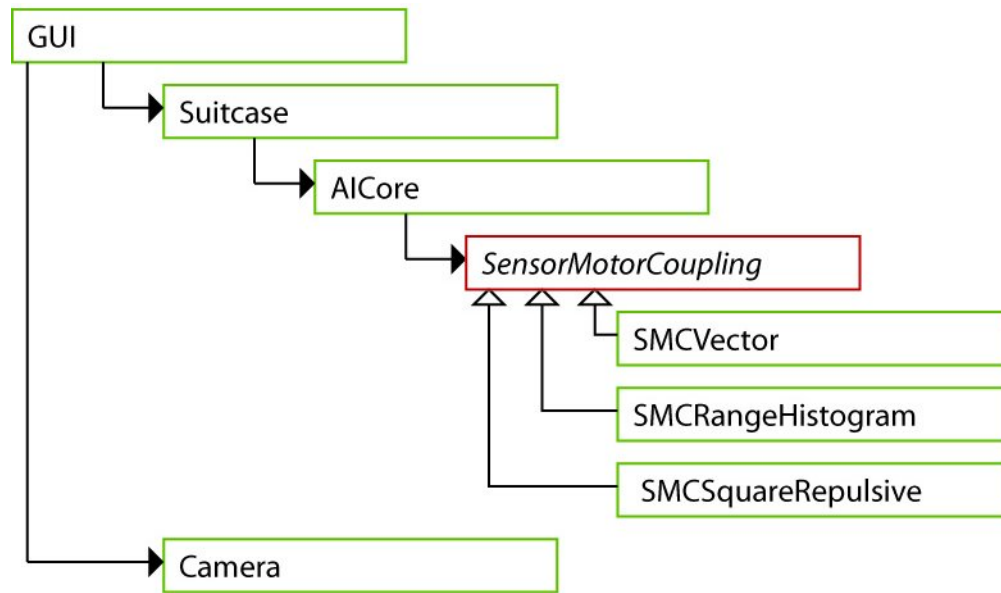 GUI
Suitcase
AICore
SensorMotorCoupling
SMCVector
SMCRangeHistogram
SMCSquareRepulsive
Camera